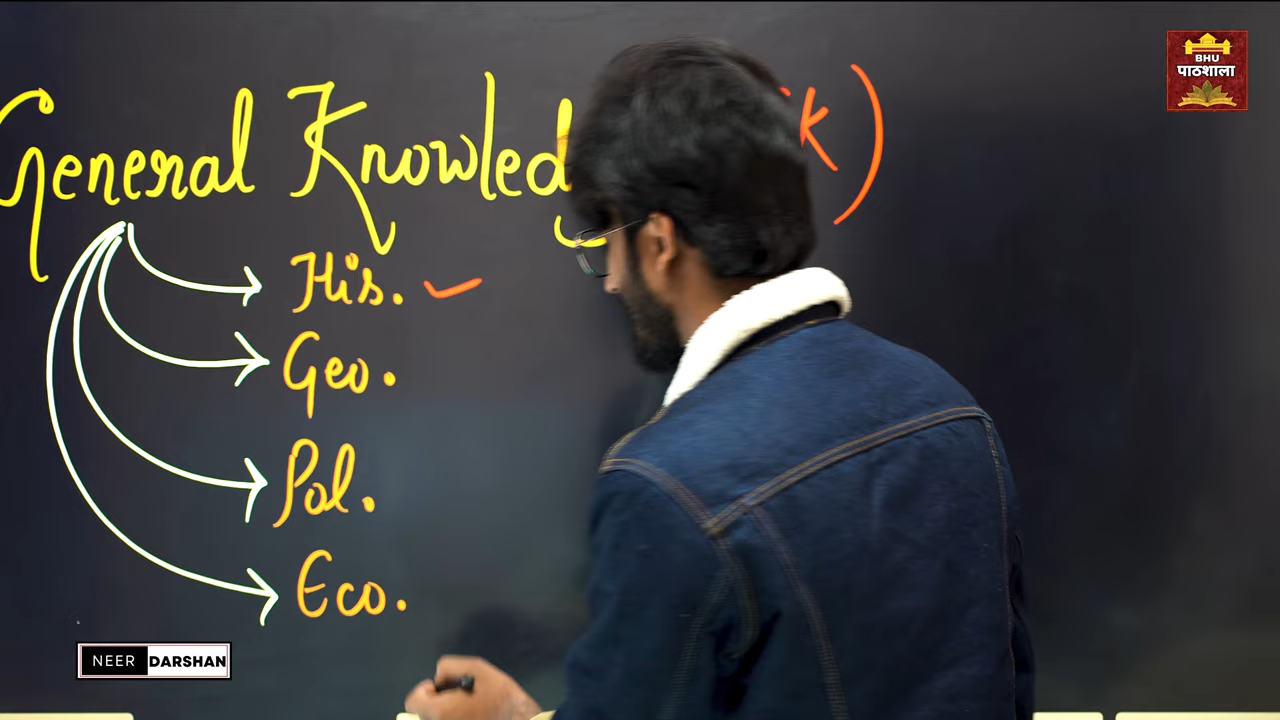 General Knowled K)
His.
Geo.
Pol.
Eco.
BHU
पाठशाला
NEER DARSHAN